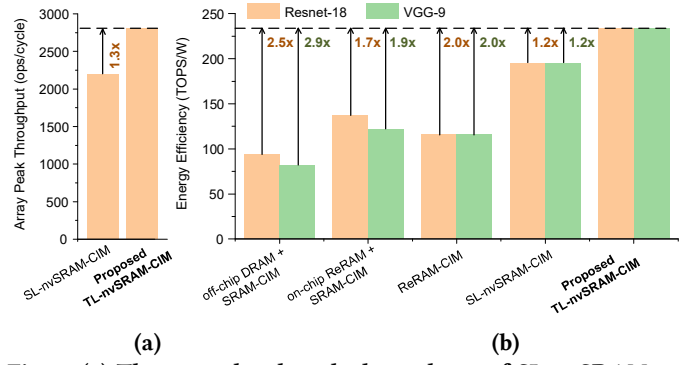 Array Peak Throughput (ops/cycle)
3000
2500
2000
1500
1000
500
0
1.3x
SL-nvSRAM-CIM
Proposed
TL-nvSRAM-CIM
(a)
Resnet-18
VGG-9
Energy Efficiency (TOPS/W)
250
200
150
100
50
0
2.5x
2.9x
1.7x
1.9x
2.0x
2.0x
1.2x
1.2x
off-chip DRAM +
SRAM-CIM
on-chip ReRAM +
SRAM-CIM
ReRAM-CIM
SL-nvSRAM-CIM
Proposed
TL-nvSRAM-CIM
(b)